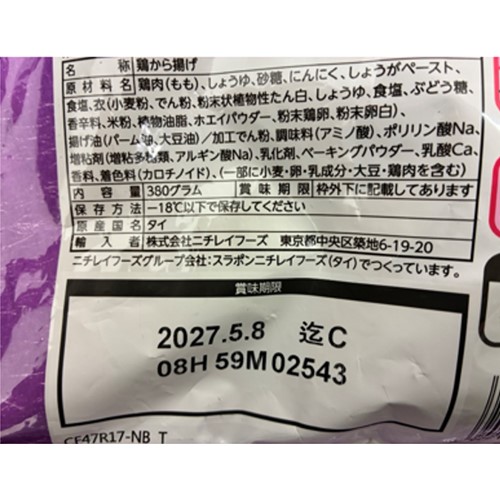 名 称 鶏から揚げ
原材料名 鶏肉(もも)、しょうゆ、砂糖、にんにく、しょうがペースト、
食塩、衣(小麦粉、でん粉、粉末状植物性たん白、しょうゆ、食塩、ぶどう糖、
香辛料、米粉、植物油脂、ホエイパウダー、粉末鶏卵、粉末卵白)、
揚げ油(パーム油、大豆油)/加工でん粉、調味料(アミノ酸)、ポリリン酸Na、
増粘剤(増粘多糖類、アルギン酸Na)、乳化剤、ベーキングパウダー、乳酸Ca、
香料、着色料(カロチノイド)、(一部に小麦・卵・乳成分・大豆・鶏肉を含む)
内容量 380グラム 賞味期限 枠外下に記載してあります
保存方法 −18℃以下で保存してください
原産国名 タイ
輸入者 株式会社ニチレイフーズ 東京都中央区築地6-19-20
ニチレイフーズグループ会社:スラポンニチレイフーズ(タイ)でつくっています。
賞味期限
2027.5.8 迄C
08H 59M 02543
CF47R17-NB T